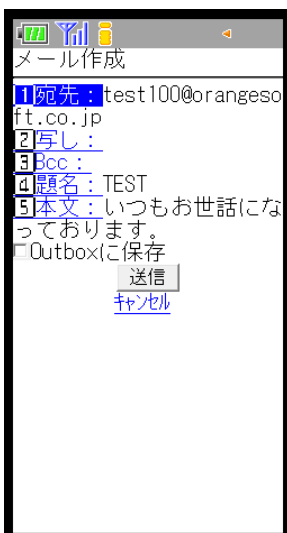 メール作成
1宛先：test100@orangeso
ft.co.jp
2写し：
3Bcc：
4題名：TEST
5本文：いつもお世話にな
っております。
Outboxに保存
送信
ｷｬﾝｾﾙ